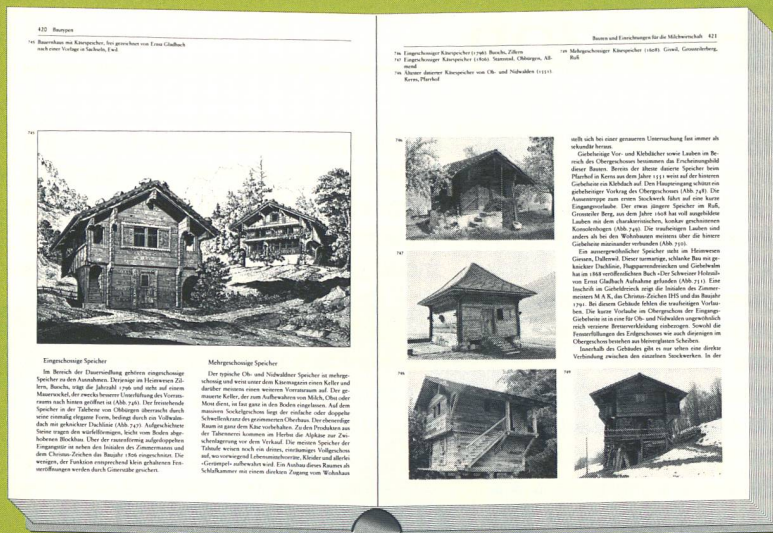 420 Bautypen
745 Bauernhaus mit Käsespeicher, frei gezeichnet von Ernst Gladbach
nach einer Vorlage in Sachseln, Ewil
745
Eingeschossige Speicher
Im Bereich der Dauersiedlung gehören eingeschossige
Speicher zu den Ausnahmen. Derjenige im Heimwesen Zil-
lern, Buochs, trägt die Jahrzahl 1796 und steht auf einem
Mauersockel, der zwecks besserer Unterlüftung des Vorrats-
raums nach hinten geöffnet ist (Abb. 746). Der freistehende
Speicher in der Talebene von Obbürgen überrascht durch
seine einmalig elegante Form, bedingt durch ein Vollwalm-
dach mit geknickter Dachlinie (Abb. 747). Aufgeschichtete
Steine tragen den würfelförmigen, leicht vom Boden abge-
hobenen Blockbau. Über der rautenförmig aufgedoppelten
Eingangstür ist neben den Initialen des Zimmermanns und
dem Christus-Zeichen das Baujahr 1806 eingeschnitzt. Die
wenigen, der Funktion entsprechend klein gehaltenen Fen-
steröffnungen werden durch Gitterstäbe gesichert.
Mehrgeschossige Speicher
Der typische Ob- und Nidwaldner Speicher ist mehrge-
schossig und weist unter dem Käsemagazin einen Keller und
darüber meistens einen weiteren Vorratsraum auf. Der ge-
mauerte Keller, der zum Aufbewahren von Milch, Obst oder
Most dient, ist fast ganz in den Boden eingelassen. Auf dem
massiven Sockelgeschoss liegt der einfache oder doppelte
Schwellenkranz des gezimmerten Oberbaus. Der ebenerdige
Raum ist ganz dem Käse vorbehalten. Zu den Produkten aus
der Talsennerei kommen im Herbst die Alpkäse zur Zwi-
schenlagerung vor dem Verkauf. Die meisten Speicher der
Talstufe weisen noch ein drittes, einräumiges Vollgeschoss
auf, wo vorwiegend Lebensmittelvorräte, Kleider und allerlei
«Gerümpel» aufbewahrt wird. Ein Ausbau dieses Raumes als
Schlafkammer mit einem direkten Zugang vom Wohnhaus
Bauten und Einrichtungen für die Milchwirtschaft 421
746 Eingeschossiger Käsespeicher (1796). Buochs, Zillern
747 Eingeschossiger Käsespeicher (1806). Stansstad, Obbürgen, All-
mend
748 Ältester datierter Käsespeicher von Ob- und Nidwalden (1551).
Kerns, Pfarrhof
749 Mehrgeschossiger Käsespeicher (1608). Giswil, Grossteilerberg,
Rufi
746
747
748
749
stellt sich bei einer genaueren Untersuchung fast immer als
sekundär heraus.
Giebelseitige Vor- und Klebdächer sowie Lauben im Be-
reich des Obergeschosses bestimmen das Erscheinungsbild
dieser Bauten. Bereits der älteste datierte Speicher beim
Pfarrhof in Kerns aus dem Jahre 1551 weist auf der hinteren
Giebelseite ein Klebdach auf. Den Haupteingang schützt ein
giebelseitiger Vorkrag des Obergeschosses (Abb. 748). Die
Aussentreppe zum ersten Stockwerk führt auf eine kurze
Eingangsvorlaube. Der etwas jüngere Speicher im Rufi,
Grossteiler Berg, aus dem Jahre 1608 hat voll ausgebildete
Lauben mit dem charakteristischen, konkav geschnittenen
Konsolenbogen (Abb. 749). Die traufseitigen Lauben sind
anders als bei den Wohnbauten meistens über die hintere
Giebelseite miteinander verbunden (Abb. 750).
Ein aussergewöhnlicher Speicher steht im Heimwesen
Giessen, Dallenwil. Dieser turmartige, schlanke Bau mit ge-
knickter Dachlinie, Flugsparrendreiecken und Giebelwalm
hat im 1868 veröffentlichten Buch «Der Schweizer Holzstil»
von Ernst Gladbach Aufnahme gefunden (Abb. 751). Eine
Inschrift im Giebeldreieck zeigt die Initialen des Zimmer-
meisters M A K, das Christus-Zeichen IHS und das Baujahr
1791. Bei diesem Gebäude fehlen die traufseitigen Vorlau-
ben. Die kurze Vorlaube im Obergeschoss der Eingangs-
Giebelseite ist in eine für Ob- und Nidwalden ungewöhnlich
reich verzierte Bretterverkleidung einbezogen. Sowohl die
Fensterfüllungen des Erdgeschosses wie auch diejenigen im
Obergeschoss bestehen aus bleiverglasten Scheiben.
Innerhalb des Gebäudes gibt es nur selten eine direkte
Verbindung zwischen den einzelnen Stockwerken. In der